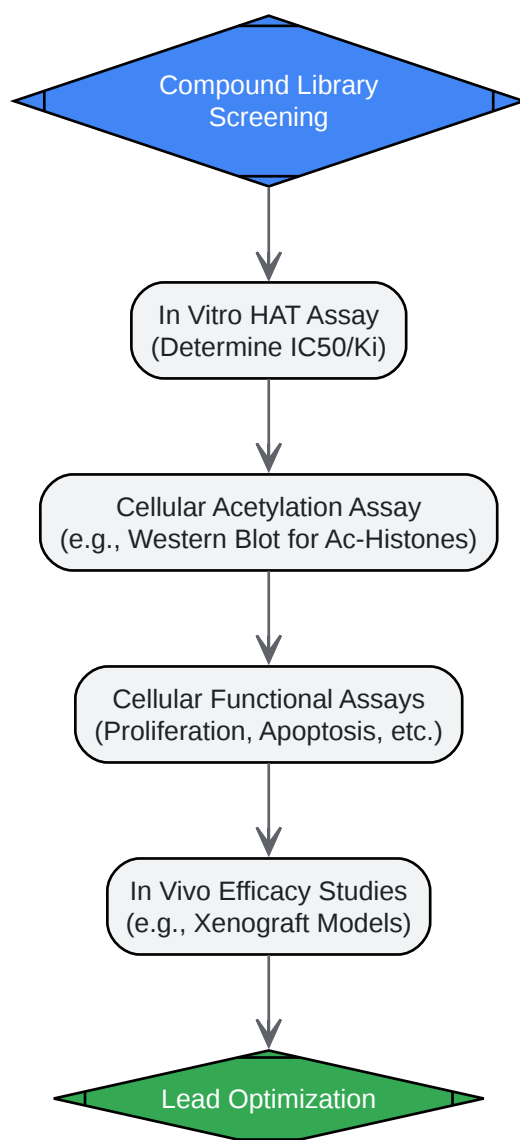 Compound Library
Screening
In Vitro HAT Assay
(Determine IC50/Ki)
Cellular Acetylation Assay
(e.g., Western Blot for Ac-Histones)
Cellular Functional Assays
(Proliferation, Apoptosis, etc.)
In Vivo Efficacy Studies
(e.g., Xenograft Models)
Lead Optimization